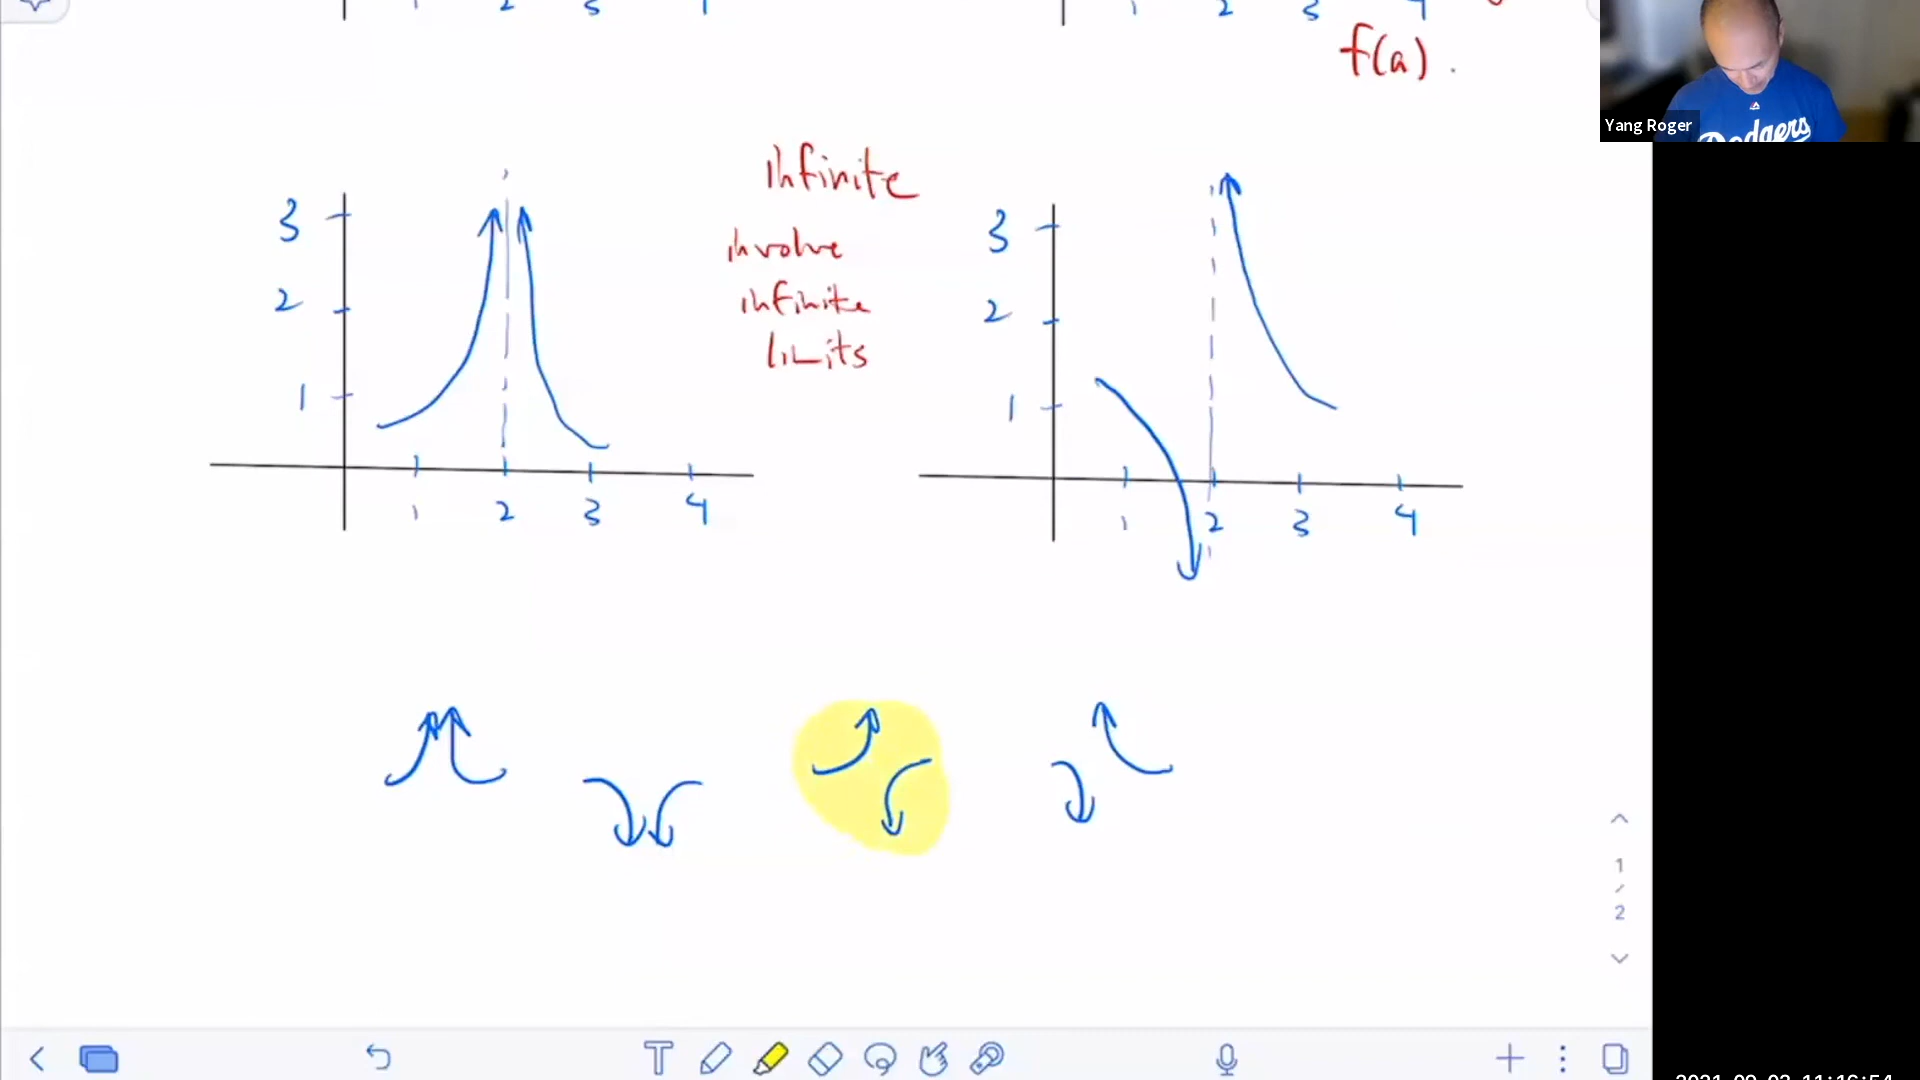 f(a).
Yang Roger
Dodgers
Infinite
involve
infinite
limits
3
2
1
1 2 3 4
3
2
1
1 2 3 4
1
/
2
T